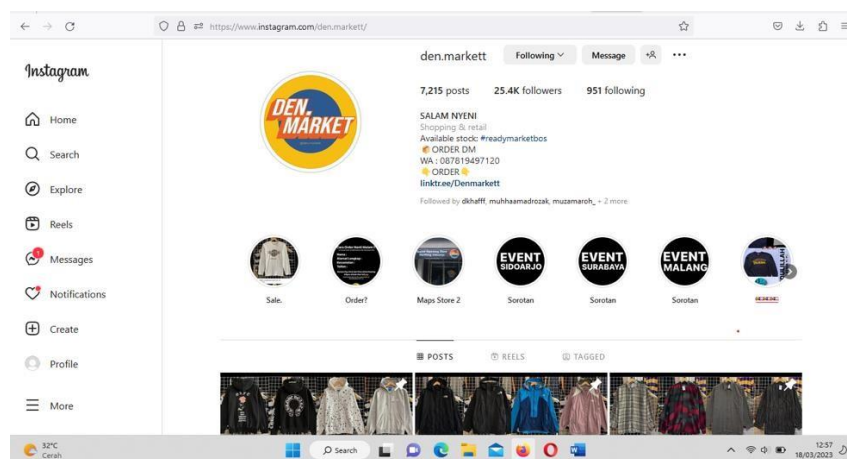 https://www.instagram.com/den.markett/
Instagram
Home
Search
Explore
Reels
Messages
1
Notifications
Create
Profile
More
DEN.
MARKET
den.markett Following Message
7,215 posts 25.4K followers 951 following
SALAM NYENI
Shopping & retail
Available stock: #readymarketbos
ORDER DM
WA : 087819497120
ORDER
linktr.ee/Denmarkett
Followed by dkhafff, muhhaamadrozak, muzamaroh_ + 2 more
EVENT
SIDOARJO
EVENT
SURABAYA
EVENT
MALANG
Sale. Order? Maps Store 2 Sorotan Sorotan Sorotan
POSTS REELS TAGGED
32°C
Cerah
Search
12:57
18/03/2023